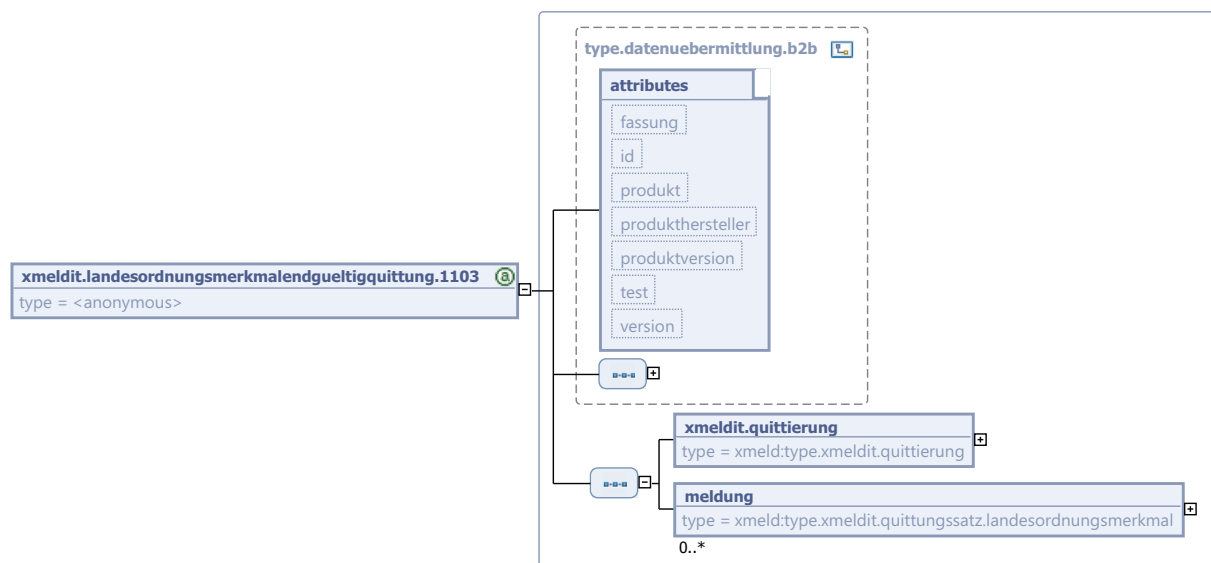 type.datenuebermittlung.b2b
attributes
fassung
id
produkt
produkthersteller
produktversion
test
version
xmeldit.landesordnungsmerkmalendgueltigquittung.1103
type = <anonymous>
xmeldit.quittierung
type = xmeld:type.xmeldit.quittierung
meldung
type = xmeld:type.xmeldit.quittungssatz.landesordnungsmerkmal
0..*